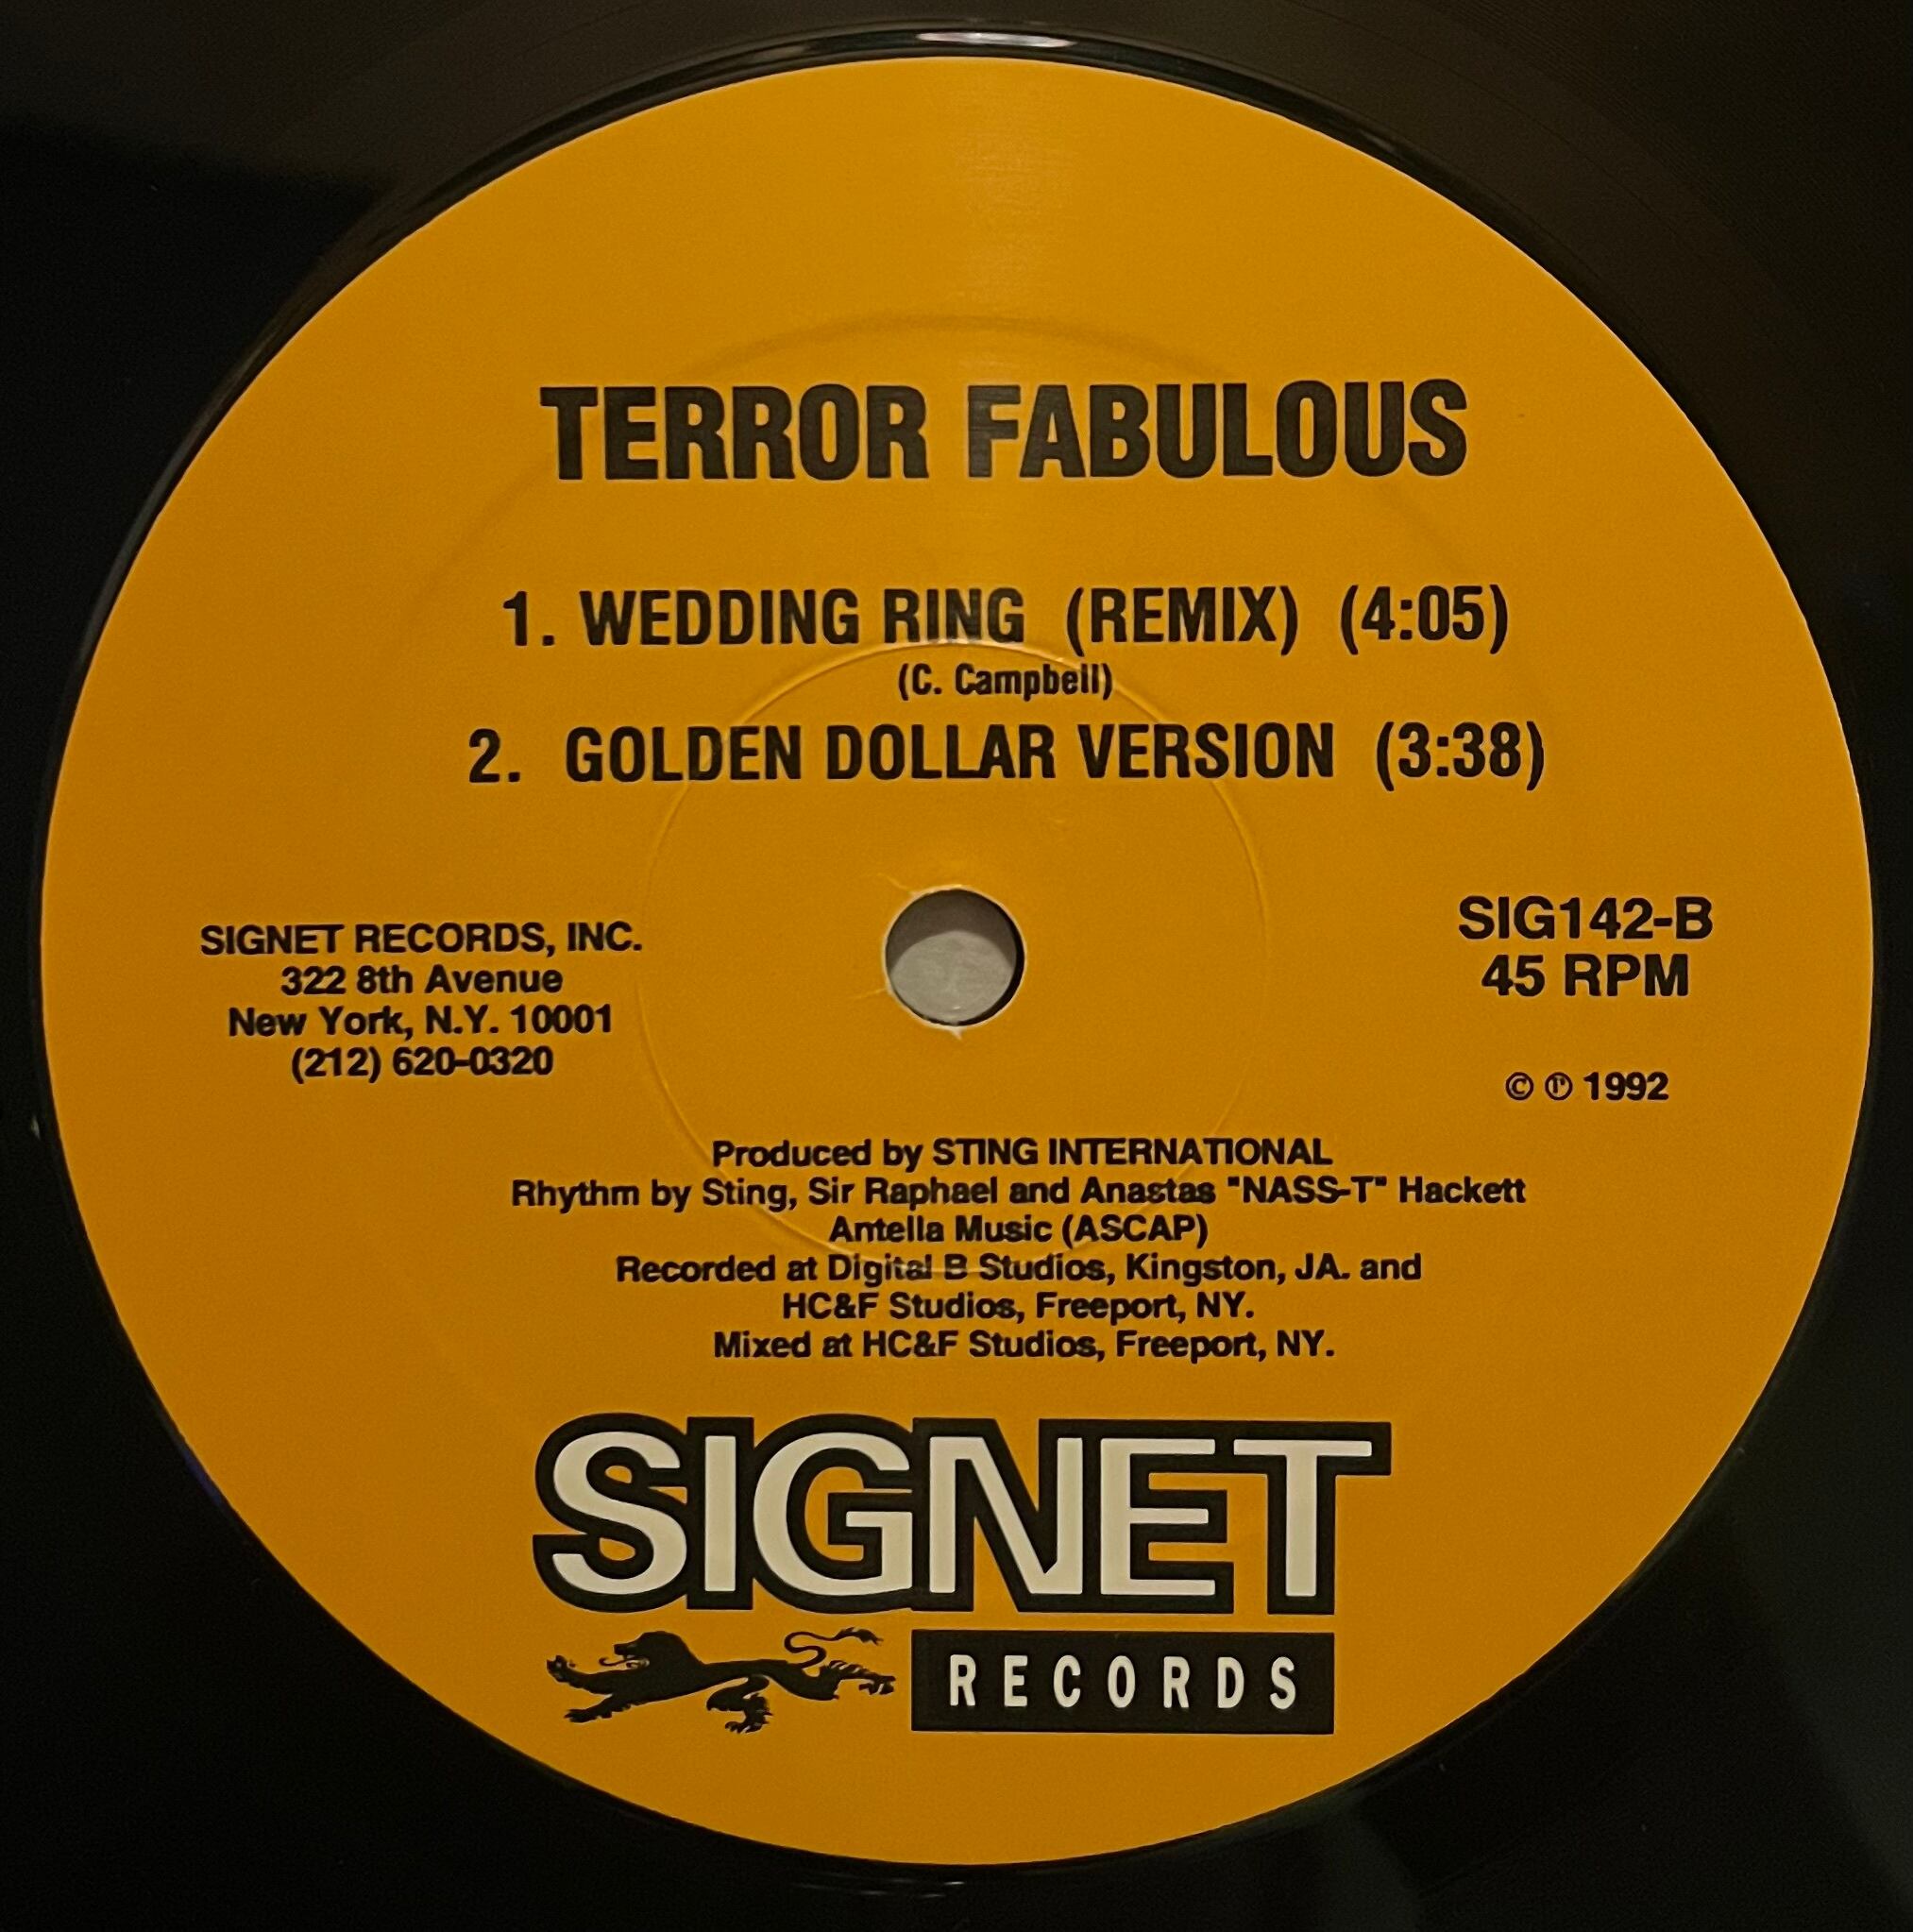 TERROR FABULOUS
1. WEDDING RING (REMIX) (4:05)
(C. Campbell)
2. GOLDEN DOLLAR VERSION (3:38)
SIGNET RECORDS, INC.
322 8th Avenue
New York, N.Y. 10001
(212) 620-0320
SIG142-B
45 RPM
© ℗ 1992
Produced by STING INTERNATIONAL
Rhythm by Sting, Sir Raphael and Anastas "NASS-T" Hackett
Antella Music (ASCAP)
Recorded at Digital B Studios, Kingston, JA. and
HC&F Studios, Freeport, NY.
Mixed at HC&F Studios, Freeport, NY.
SIGNET
RECORDS